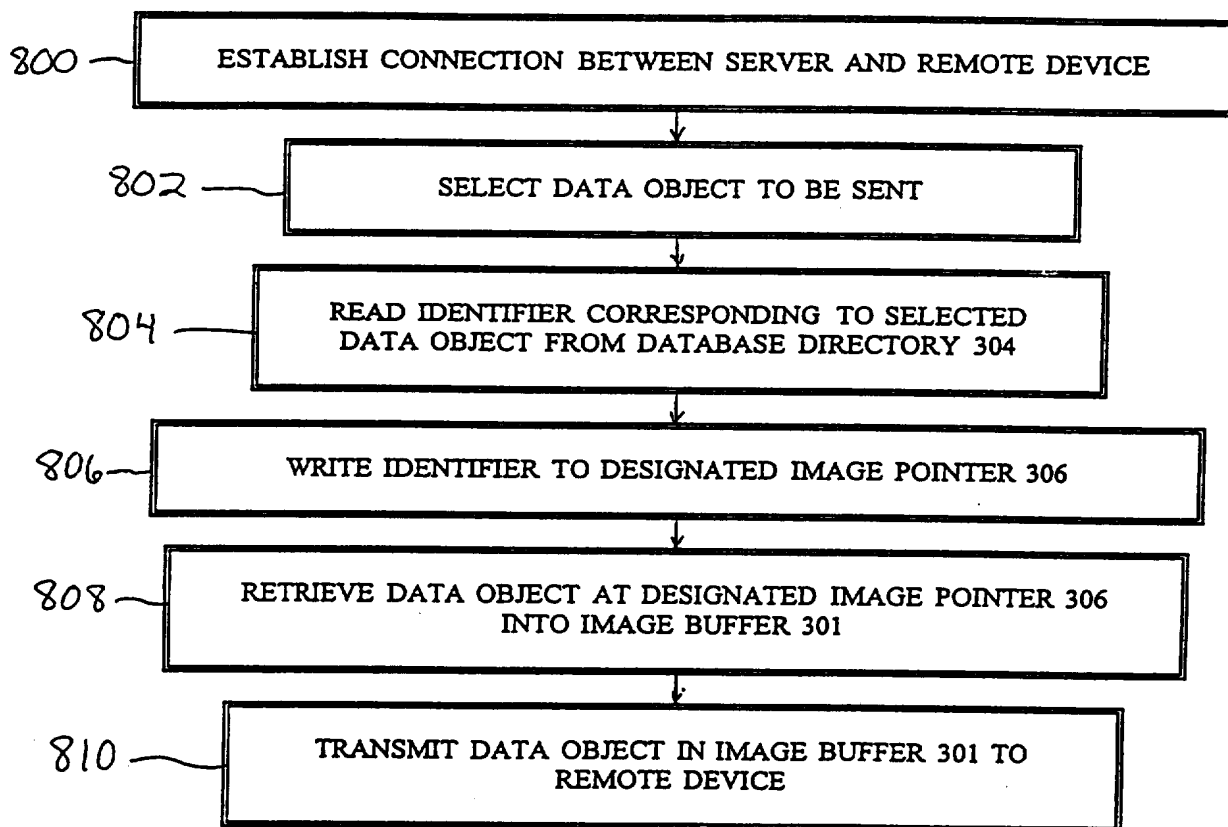 800 ESTABLISH CONNECTION BETWEEN SERVER AND REMOTE DEVICE
802 SELECT DATA OBJECT TO BE SENT
804 READ IDENTIFIER CORRESPONDING TO SELECTED
DATA OBJECT FROM DATABASE DIRECTORY 304
806 WRITE IDENTIFIER TO DESIGNATED IMAGE POINTER 306
808 RETRIEVE DATA OBJECT AT DESIGNATED IMAGE POINTER 306
INTO IMAGE BUFFER 301
810 TRANSMIT DATA OBJECT IN IMAGE BUFFER 301 TO
REMOTE DEVICE